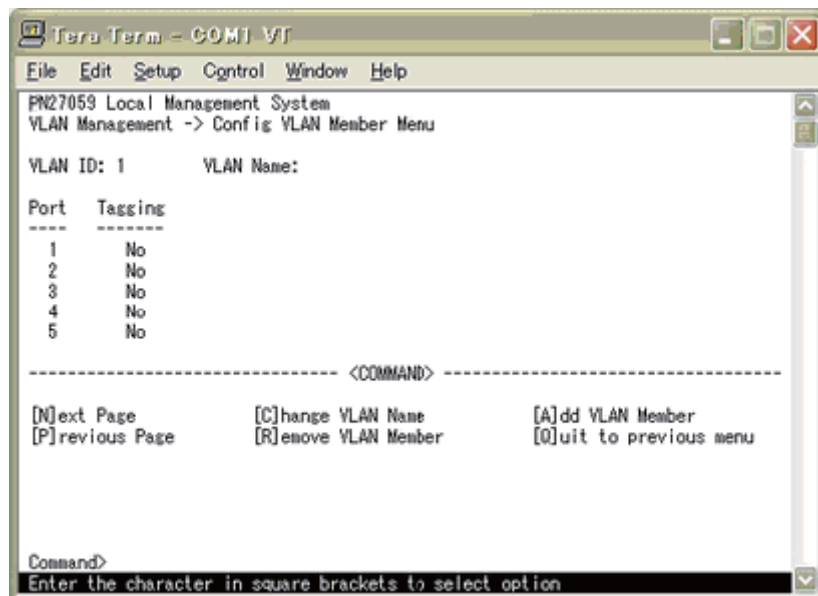 Tera Term - COM1 VT
File Edit Setup Control Window Help
PN27059 Local Management System
VLAN Management -> Config VLAN Member Menu
VLAN ID: 1 VLAN Name:
Port Tagging
---- -------
1 No
2 No
3 No
4 No
5 No
-------------------------------- <COMMAND> -----------------------------------
[N]ext Page [C]hange VLAN Name [A]dd VLAN Member
[P]revious Page [R]emove VLAN Member [Q]uit to previous menu
Command>
Enter the character in square brackets to select option